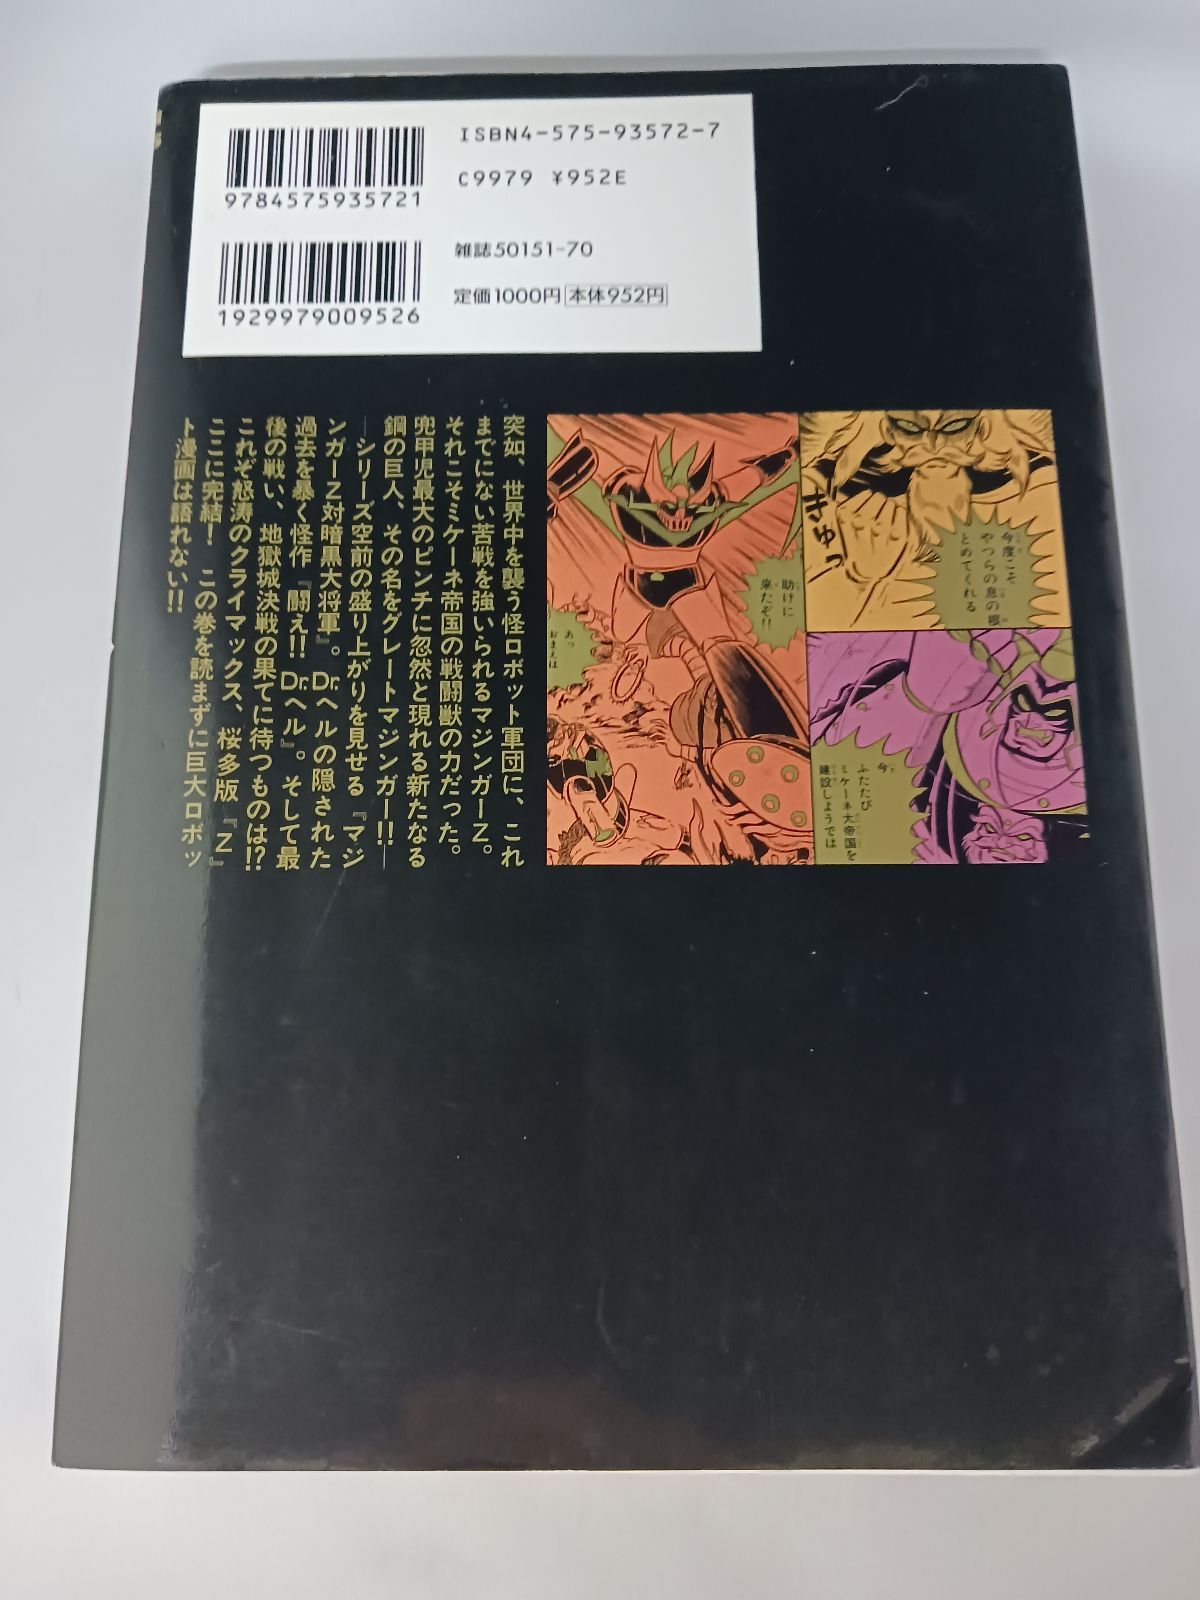 ISBN4-575-93572-7
C9979 ¥952E
9784575935721
雑誌50151-70
定価1000円 本体952円
1929979009526
突如、世界中を襲う怪ロボット軍団に、これ
までにない苦戦を強いられるマジンガーZ。
それこそミケーネ帝国の戦闘獣の力だった。
兜甲児最大のピンチに忽然と現れる新たなる
鋼の巨人、その名をグレートマジンガー!!―
―シリーズ空前の盛り上がりを見せる『マジ
ンガーZ対暗黒大将軍』。Dr.ヘルの隠された
過去を暴く怪作『闘え!! Dr.ヘル』。そして最
後の戦い、地獄城決戦の果てに待つものは!?
これぞ怒涛のクライマックス、桜多版『Z』
ここに完結! この巻を読まずに巨大ロボッ
ト漫画は語れない!!
今度こそ
やつらの息の根
とめてくれる
ぎゅっ
助けに
来たぞ!!
あっ
おまえは
今
ふたたび
ミケーネ大帝国を
建設しようでは